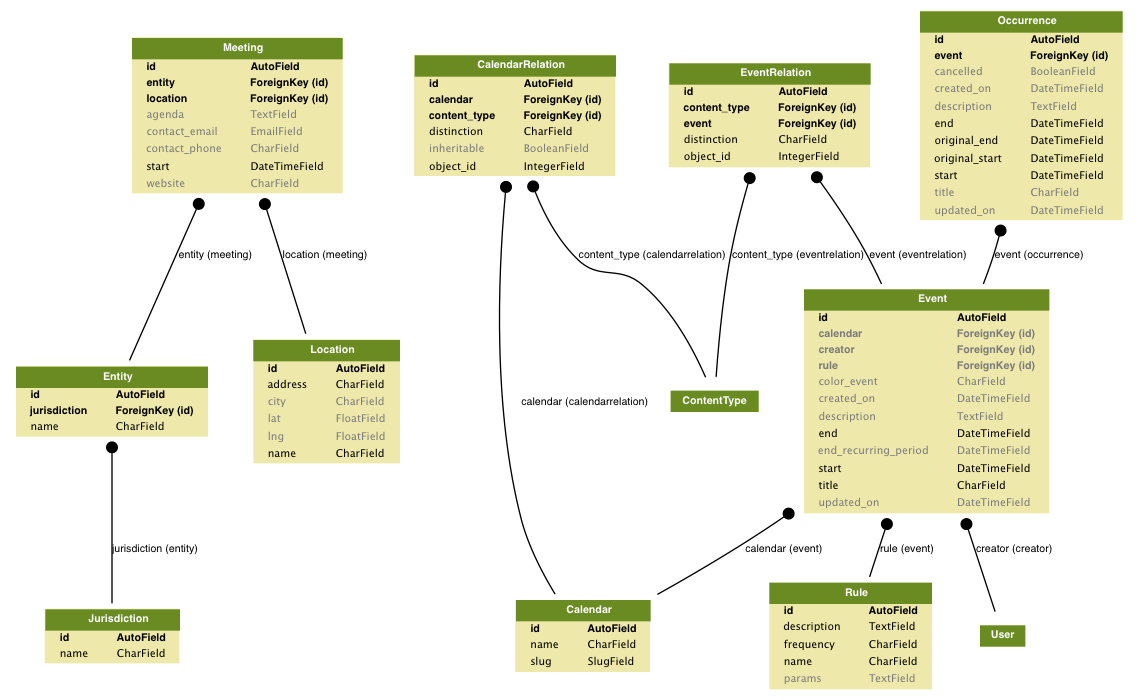 Meeting
id AutoField
entity ForeignKey (id)
location ForeignKey (id)
agenda TextField
contact_email EmailField
contact_phone CharField
start DateTimeField
website CharField
CalendarRelation
id AutoField
calendar ForeignKey (id)
content_type ForeignKey (id)
distinction CharField
inheritable BooleanField
object_id IntegerField
EventRelation
id AutoField
content_type ForeignKey (id)
event ForeignKey (id)
distinction CharField
object_id IntegerField
Occurrence
id AutoField
event ForeignKey (id)
cancelled BooleanField
created_on DateTimeField
description TextField
end DateTimeField
original_end DateTimeField
original_start DateTimeField
start DateTimeField
title CharField
updated_on DateTimeField
entity (meeting)
location (meeting)
content_type (calendarrelation)
content_type (eventrelation)
event (eventrelation)
event (occurrence)
Entity
id AutoField
jurisdiction ForeignKey (id)
name CharField
Location
id AutoField
address CharField
city CharField
lat FloatField
lng FloatField
name CharField
calendar (calendarrelation)
ContentType
Event
id AutoField
calendar ForeignKey (id)
creator ForeignKey (id)
rule ForeignKey (id)
color_event CharField
created_on DateTimeField
description TextField
end DateTimeField
end_recurring_period DateTimeField
start DateTimeField
title CharField
updated_on DateTimeField
jurisdiction (entity)
calendar (event)
rule (event)
creator (creator)
Jurisdiction
id AutoField
name CharField
Calendar
id AutoField
name CharField
slug SlugField
Rule
id AutoField
description TextField
frequency CharField
name CharField
params TextField
User